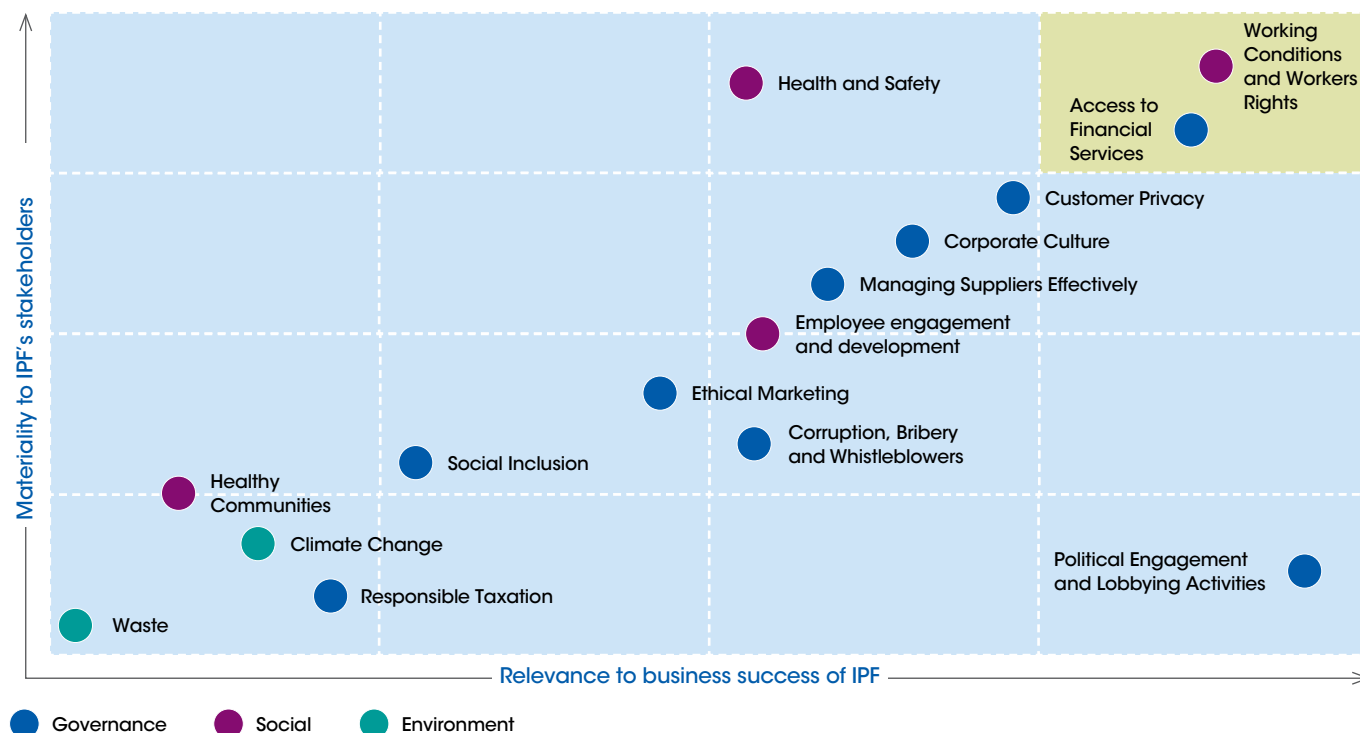 Working
Conditions
and Workers
Rights
Health and Safety
Access to
Financial
Services
Customer Privacy
Corporate Culture
Managing Suppliers Effectively
Employee engagement
and development
Ethical Marketing
Corruption, Bribery
and Whistleblowers
Social Inclusion
Healthy
Communities
Climate Change
Political Engagement
and Lobbying Activities
Responsible Taxation
Waste
Materiality to IPF's stakeholders
Relevance to business success of IPF
Governance
Social
Environment